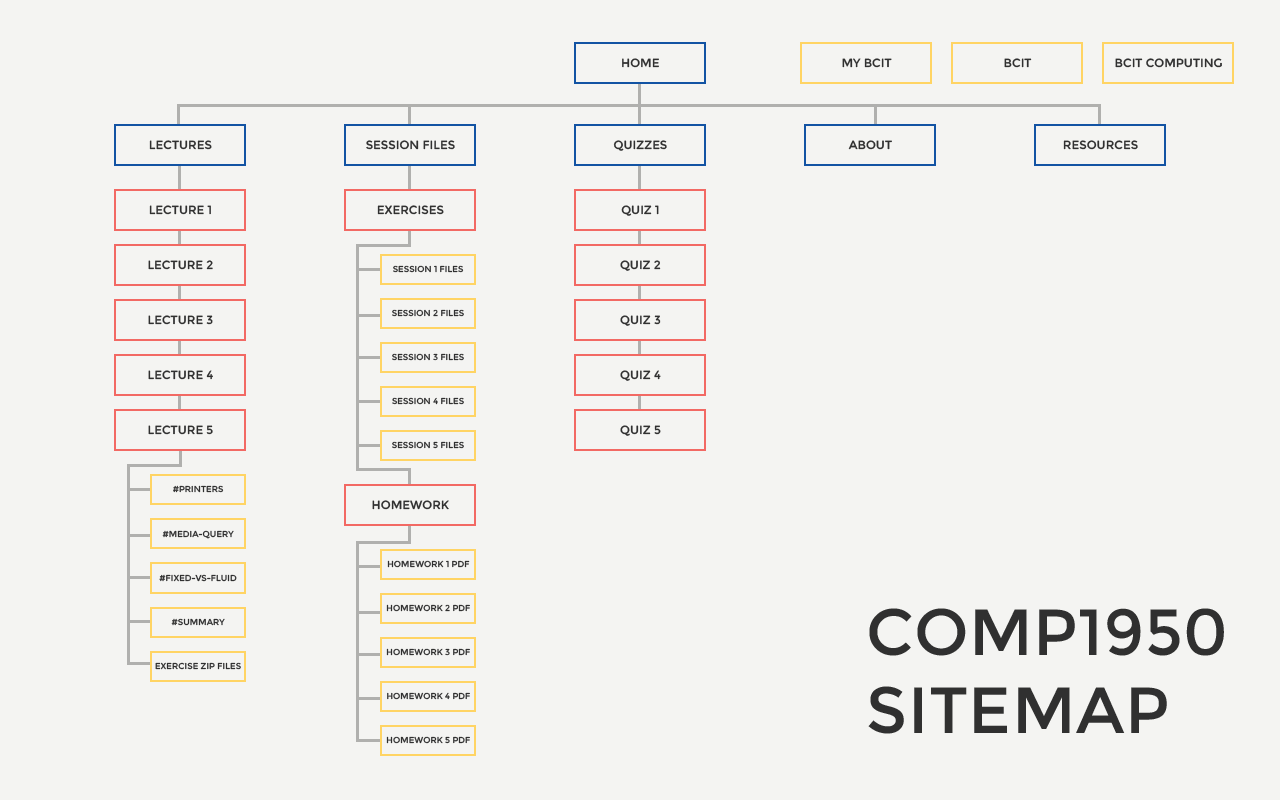 HOME
MY BCIT
BCIT
BCIT COMPUTING
LECTURES
SESSION FILES
QUIZZES
ABOUT
RESOURCES
LECTURE 1
LECTURE 2
LECTURE 3
LECTURE 4
LECTURE 5
#PRINTERS
#MEDIA-QUERY
#FIXED-VS-FLUID
#SUMMARY
EXERCISE ZIP FILES
EXERCISES
SESSION 1 FILES
SESSION 2 FILES
SESSION 3 FILES
SESSION 4 FILES
SESSION 5 FILES
HOMEWORK
HOMEWORK 1 PDF
HOMEWORK 2 PDF
HOMEWORK 3 PDF
HOMEWORK 4 PDF
HOMEWORK 5 PDF
QUIZ 1
QUIZ 2
QUIZ 3
QUIZ 4
QUIZ 5
COMP1950
SITEMAP